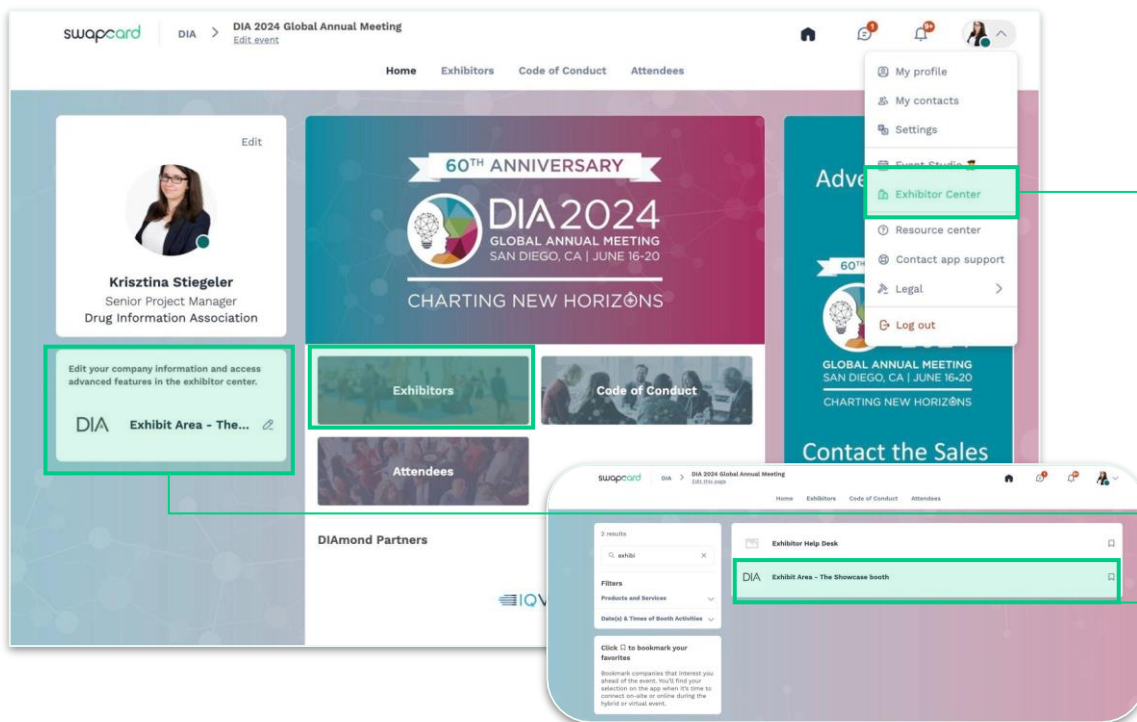 swapcard
DIA > DIA 2024 Global Annual Meeting
Edit event
Home Exhibitors Code of Conduct Attendees
1
9+
My profile
My contacts
Settings
Event Studio
Exhibitor Center
Resource center
Contact app support
Legal >
Log out
Edit
Krisztina Stiegeler
Senior Project Manager
Drug Information Association
Edit your company information and access
advanced features in the exhibitor center.
DIA Exhibit Area - The...
60TH ANNIVERSARY
DIA 2024
GLOBAL ANNUAL MEETING
SAN DIEGO, CA | JUNE 16-20
CHARTING NEW HORIZONS
Exhibitors
Code of Conduct
Attendees
DIAmond Partners
60TH
GLOBAL ANNUAL MEETING
SAN DIEGO, CA | JUNE 16-20
CHARTING NEW HORIZONS
Contact the Sales
swapcard
DIA > DIA 2024 Global Annual Meeting
Edit this page
Home Exhibitors Code of Conduct Attendees
2 results
exhibi
Filters
Products and Services
Date(s) & Times of Booth Activities
Click to bookmark your
favorites
Bookmark companies that interest you
ahead of the event. You'll find your
selection on the app when it's time to
connect on-site or online during the
hybrid or virtual event.
Exhibitor Help Desk
DIA Exhibit Area - The Showcase booth